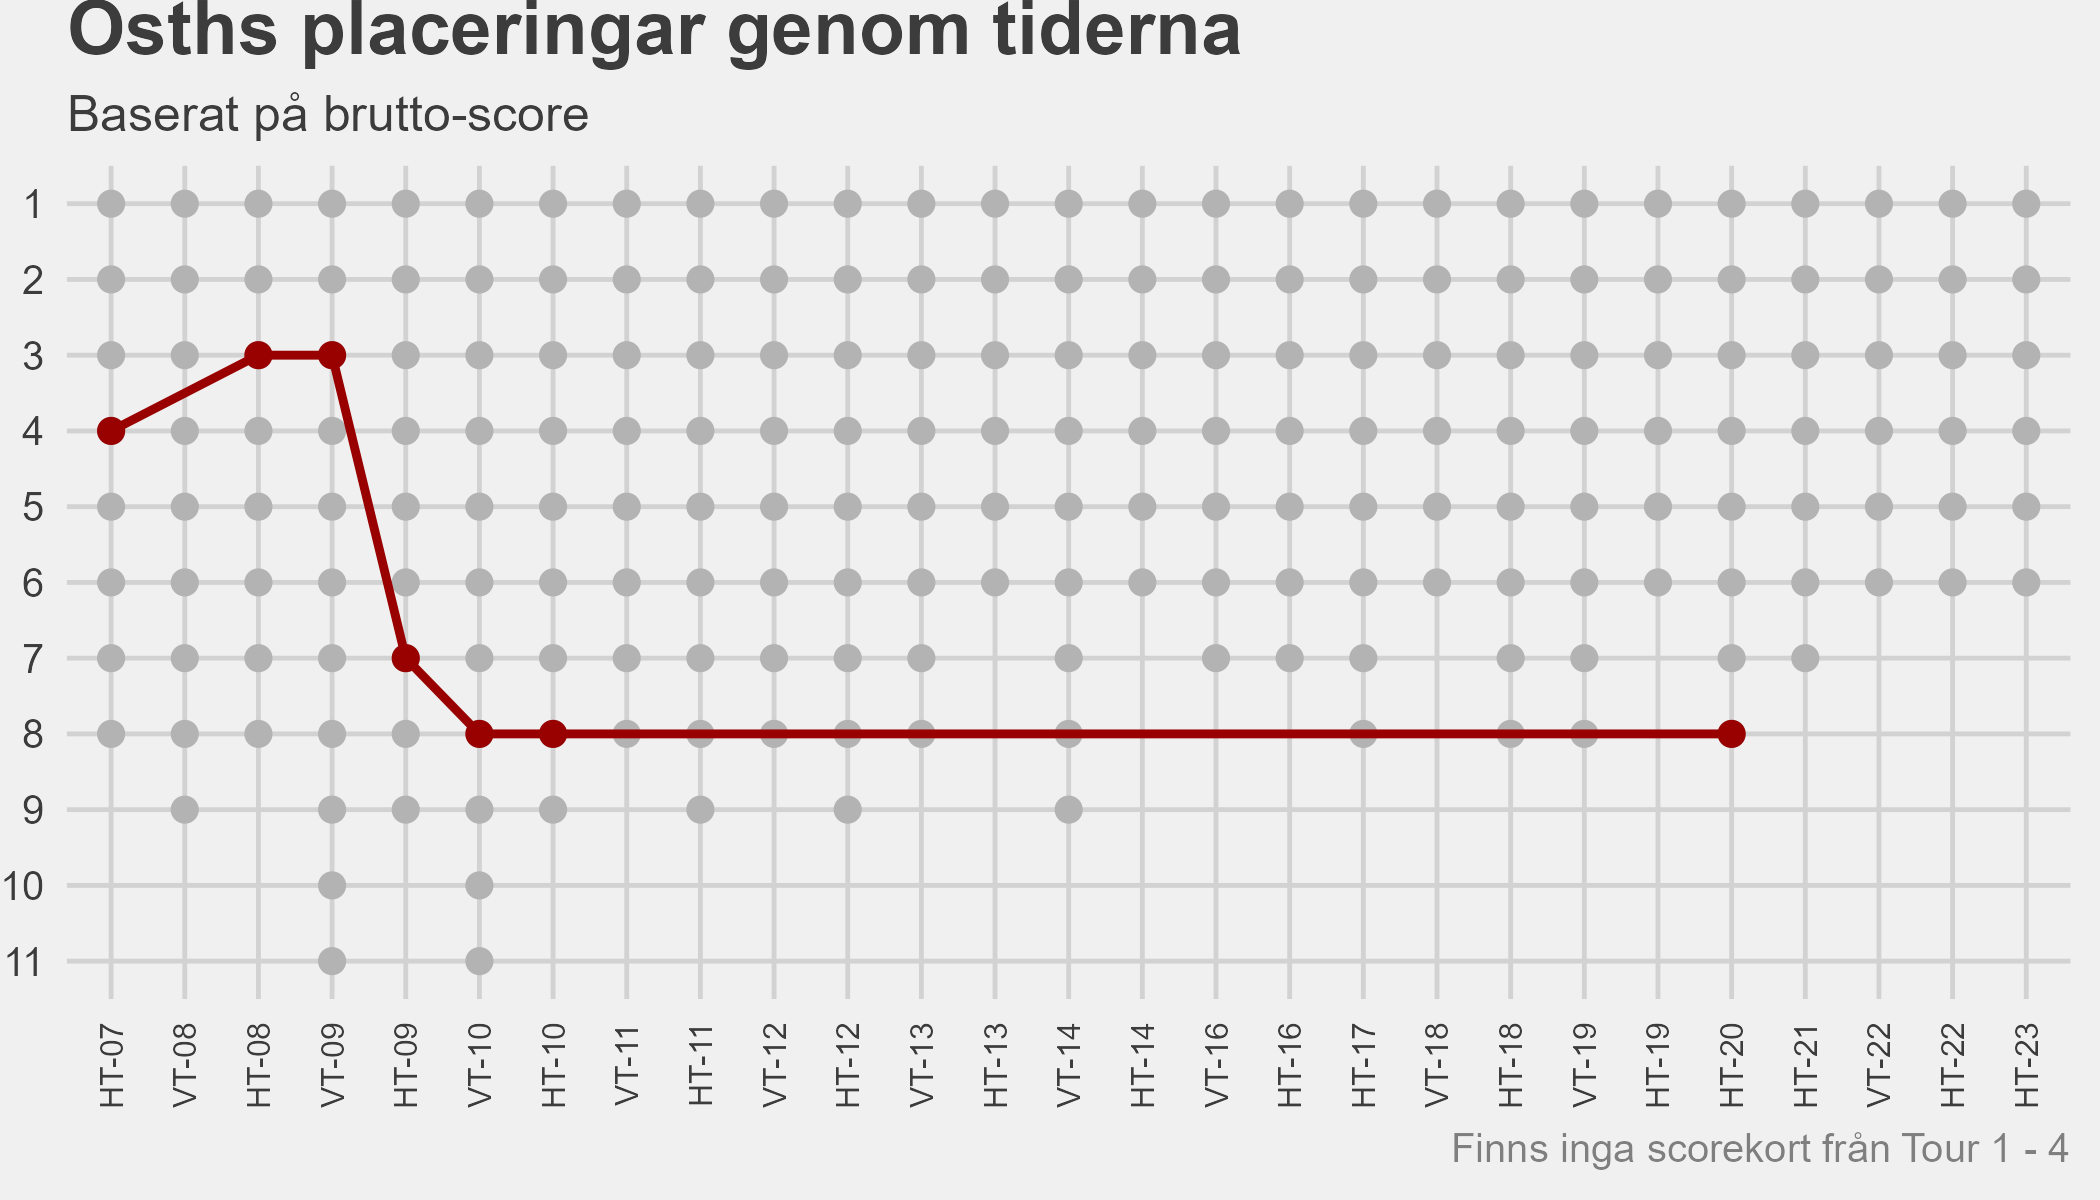 Osths placeringar genom tiderna
Baserat på brutto-score
1
2
3
4
5
6
7
8
9
10
11
HT-07
VT-08
HT-08
VT-09
HT-09
VT-10
HT-10
VT-11
HT-11
VT-12
HT-12
VT-13
HT-13
VT-14
HT-14
VT-16
HT-16
HT-17
VT-18
HT-18
VT-19
HT-19
HT-20
HT-21
VT-22
HT-22
HT-23
Finns inga scorekort från Tour 1 - 4